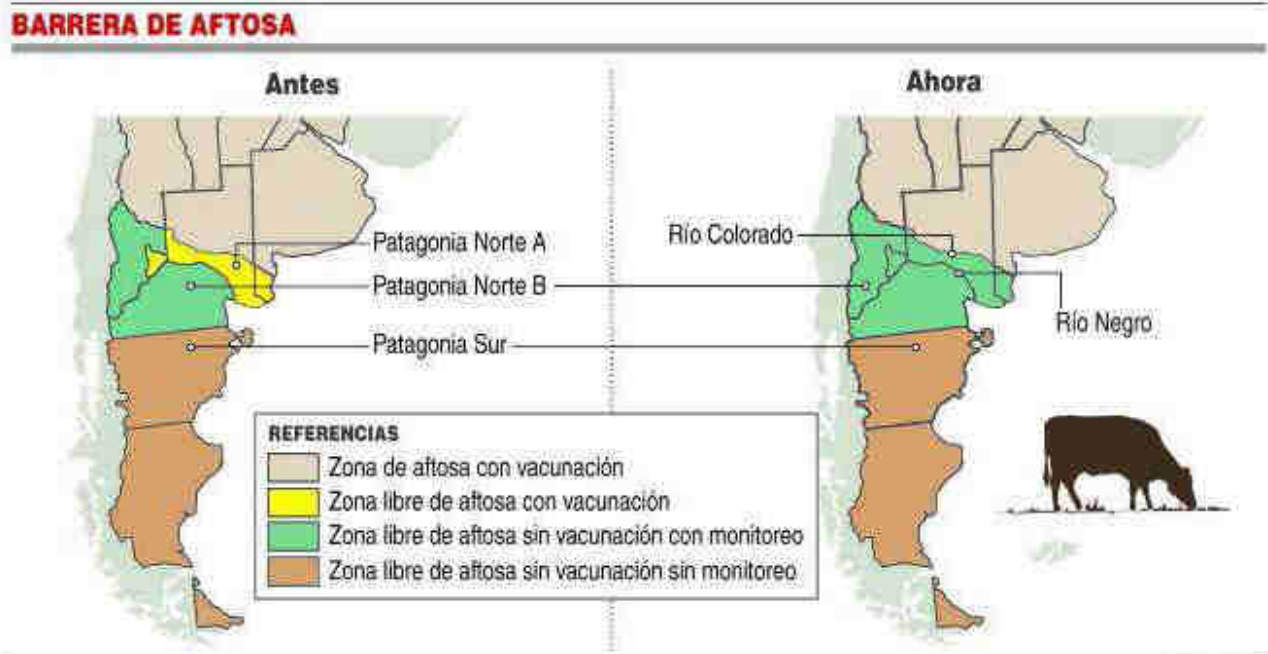 BARRERA DE AFTOSA
Antes
Patagonia Norte A
Patagonia Norte B
Patagonia Sur
Ahora
Río Colorado
Río Negro
REFERENCIAS
Zona de aftosa con vacunación
Zona libre de aftosa con vacunación
Zona libre de aftosa sin vacunación con monitoreo
Zona libre de aftosa sin vacunación sin monitoreo